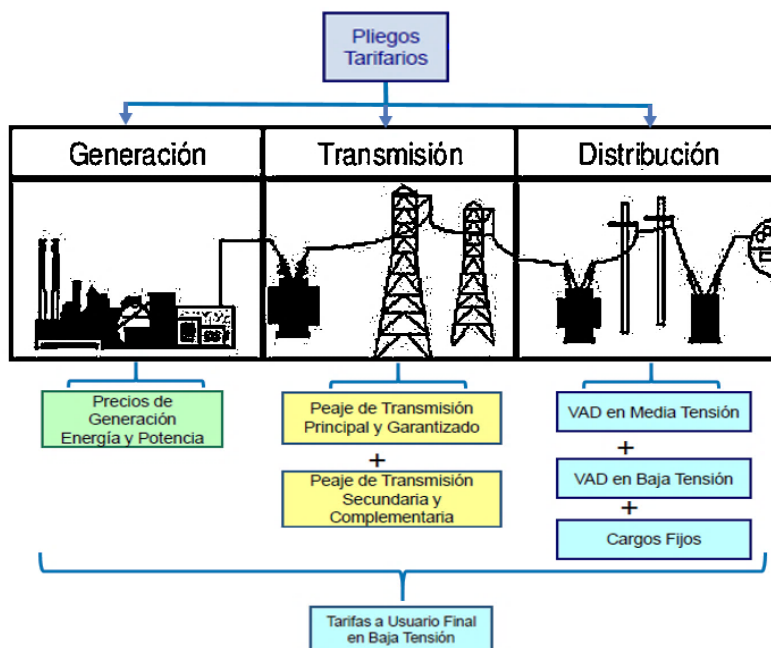 Pliegos
Tarifarios
Generación
Transmisión
Distribución
Precios de
Generación
Energía y Potencia
Peaje de Transmisión
Principal y Garantizado
+
Peaje de Transmisión
Secundaria y
Complementaria
VAD en Media Tensión
+
VAD en Baja Tensión
+
Cargos Fijos
Tarifas a Usuario Final
en Baja Tensión